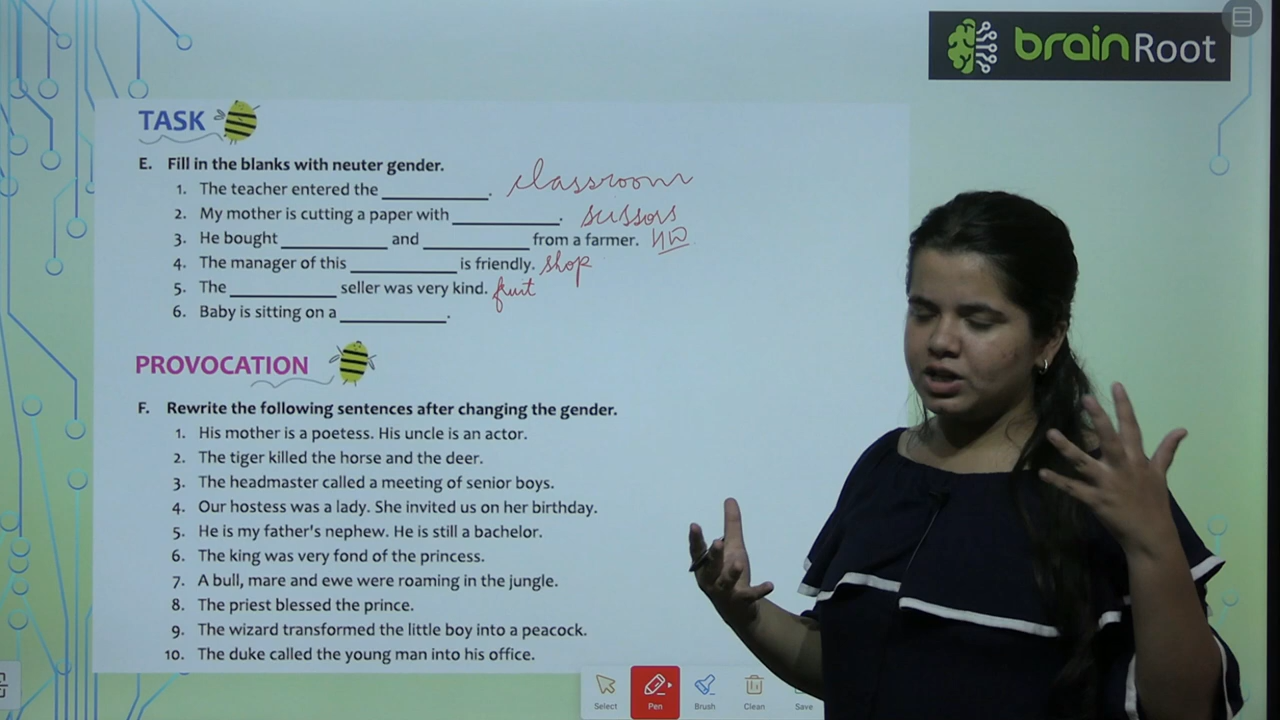 brainRoot
TASK
E. Fill in the blanks with neuter gender.
1. The teacher entered the ____________. classroom
2. My mother is cutting a paper with ____________. scissors
3. He bought ____________ and ____________ from a farmer. HW
4. The manager of this ____________ is friendly. shop
5. The ____________ seller was very kind. fruit
6. Baby is sitting on a ____________.
PROVOCATION
F. Rewrite the following sentences after changing the gender.
1. His mother is a poetess. His uncle is an actor.
2. The tiger killed the horse and the deer.
3. The headmaster called a meeting of senior boys.
4. Our hostess was a lady. She invited us on her birthday.
5. He is my father's nephew. He is still a bachelor.
6. The king was very fond of the princess.
7. A bull, mare and ewe were roaming in the jungle.
8. The priest blessed the prince.
9. The wizard transformed the little boy into a peacock.
10. The duke called the young man into his office.
Select Pen Brush Clean Save